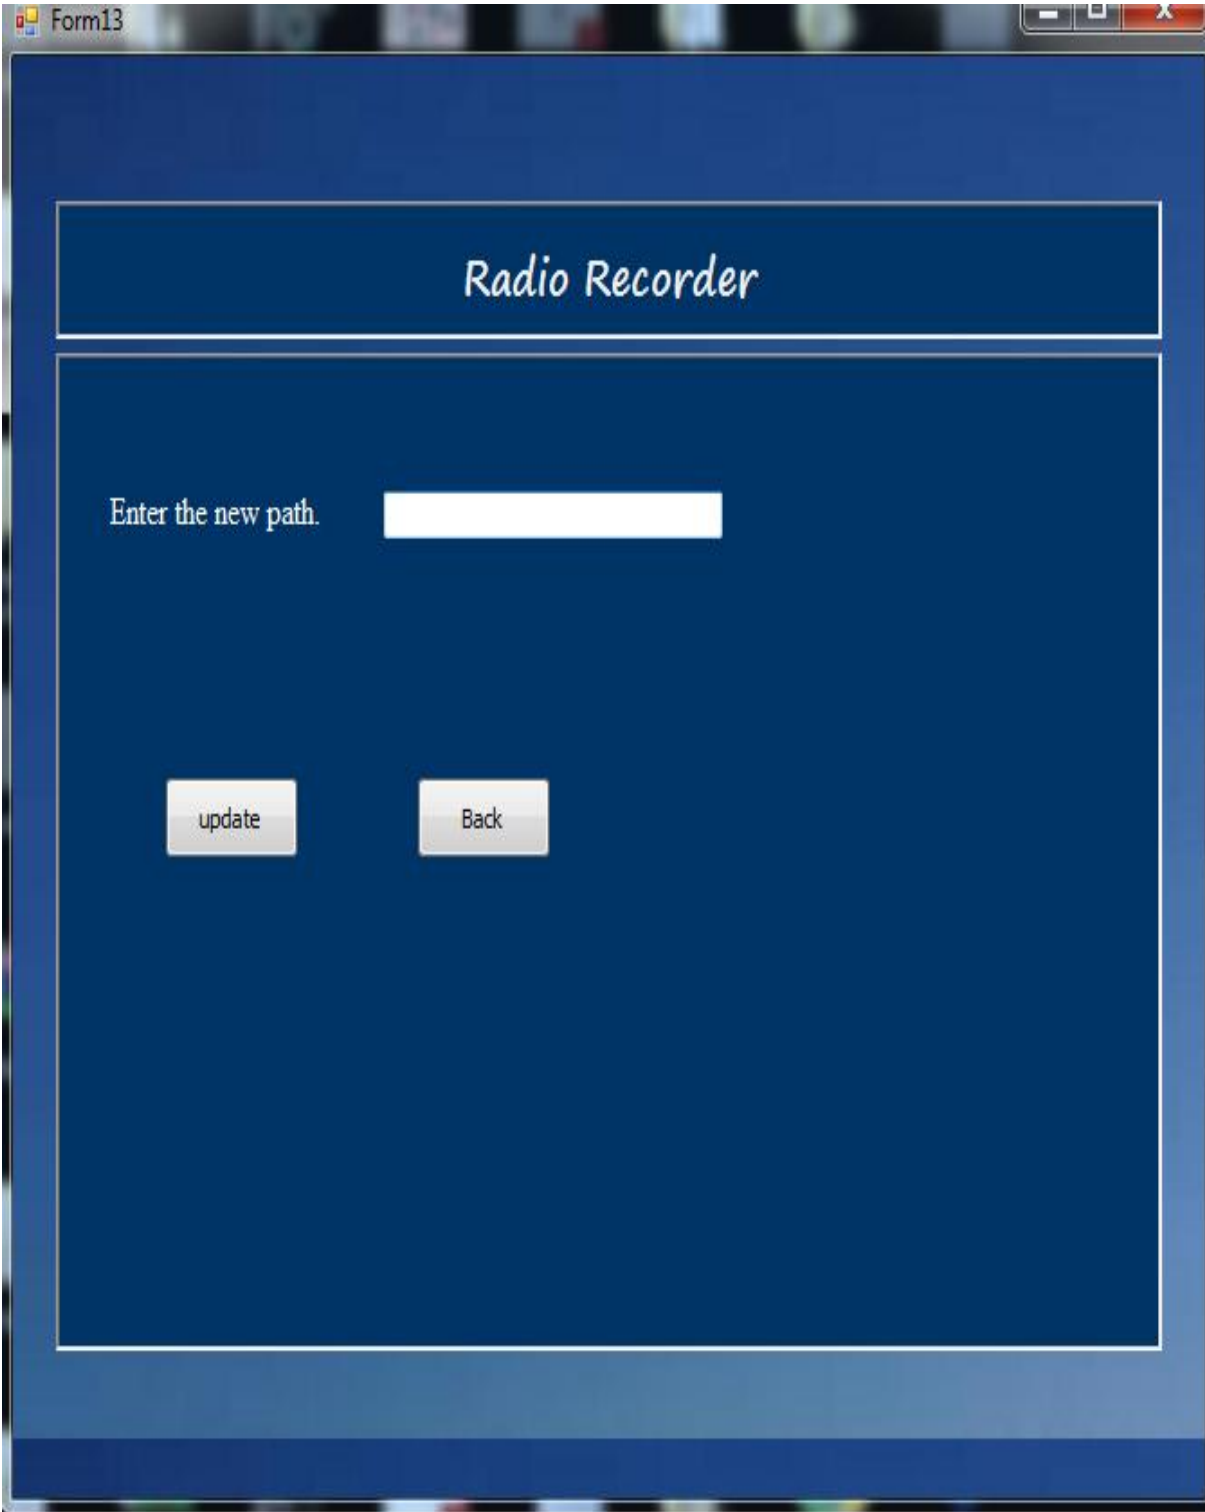 Form13
Radio Recorder
Enter the new path.
update
Back